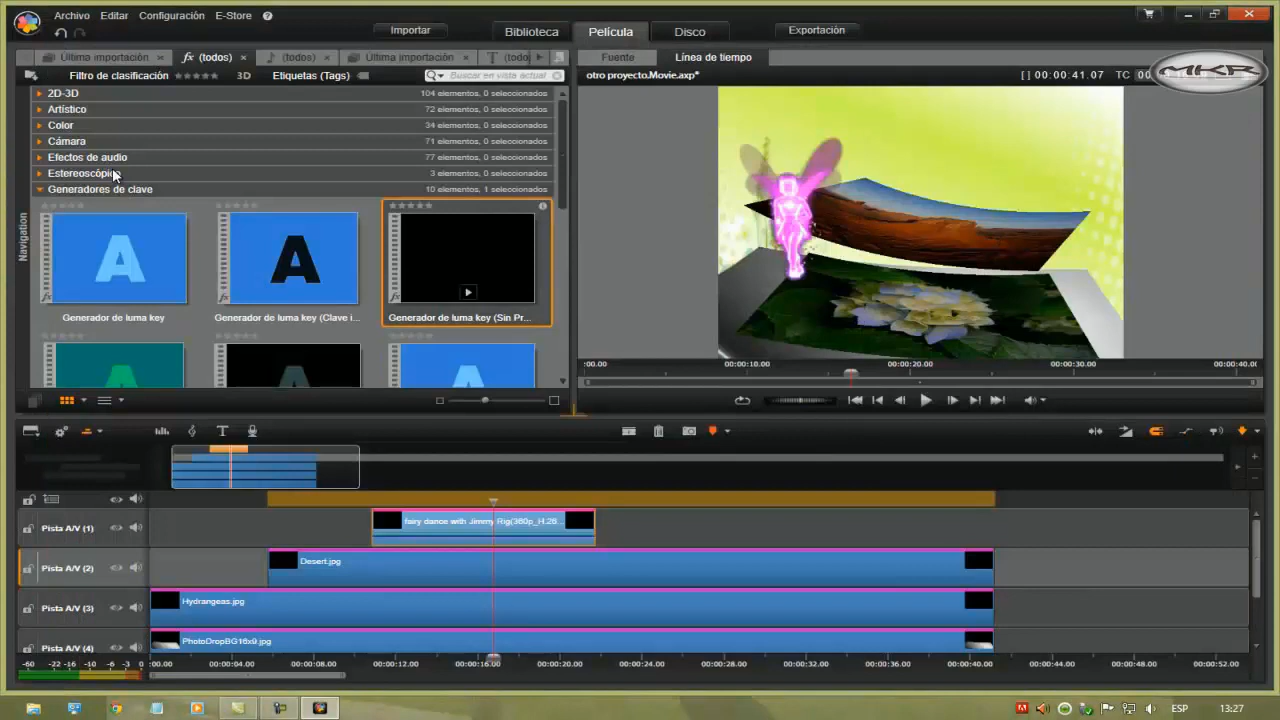 Archivo Editar Configuración E-Store ?
Importar Biblioteca Película Disco Exportación
Última importación × fx (todos) × (todos) × Última importación × T (todo
Fuente Línea de tiempo
Filtro de clasificación 3D Etiquetas (Tags) Buscar en vista actual
otro proyecto.Movie.axp* [ ] 00:00:41.07 TC
MKR
2D-3D 104 elementos, 0 seleccionados
Artístico 72 elementos, 0 seleccionados
Color 34 elementos, 0 seleccionados
Cámara 71 elementos, 0 seleccionados
Efectos de audio 77 elementos, 0 seleccionados
Estereoscópic 3 elementos, 0 seleccionados
Generadores de clave 10 elementos, 1 seleccionados
Navigation
A A
fx fx fx
Generador de luma key Generador de luma key (Clave i... Generador de luma key (Sin Pr...
:00.00 00:00:10.00 00:00:20.00 00:00:30.00 00:00:40.00
Pista A/V (1) fairy dance with Jimmy Rig(360p_H.26...
Pista A/V (2) Desert.jpg
Pista A/V (3) Hydrangeas.jpg
Pista A/V (4) PhotoDropBG16x9.jpg
-60 -22 -16 -10 -6 -3 0 :00.00 00:00:04.00 00:00:08.00 00:00:12.00 00:00:16.00 00:00:20.00 00:00:24.00 00:00:28.00 00:00:32.00 00:00:36.00 00:00:40.00 00:00:44.00 00:00:48.00 00:00:52.00
ESP 13:27